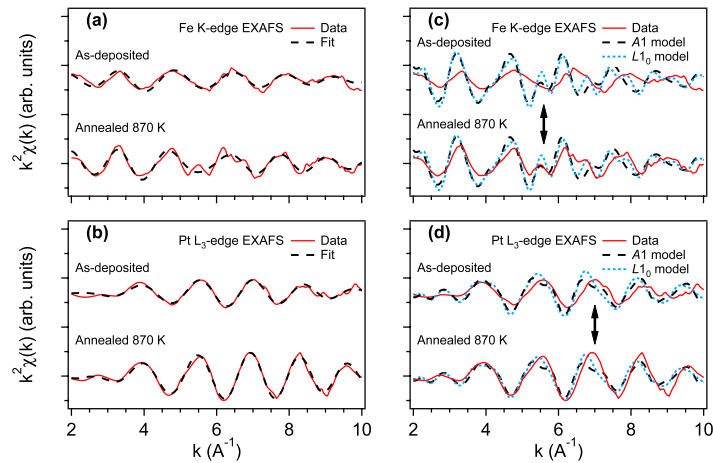 (a)
Fe K-edge EXAFS
As-deposited
Data
Fit
Annealed 870 K
k²χ(k) (arb. units)
(c)
Fe K-edge EXAFS
As-deposited
Data
A1 model
L1₀ model
Annealed 870 K
(b)
Pt L₃-edge EXAFS
As-deposited
Data
Fit
Annealed 870 K
k²χ(k) (arb. units)
2 4 6 8 10
k (A⁻¹)
(d)
Pt L₃-edge EXAFS
As-deposited
Data
A1 model
L1₀ model
Annealed 870 K
2 4 6 8 10
k (A⁻¹)